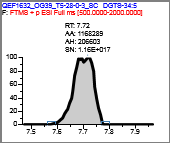 QEF1632_OG39_T5-28-0-3_SC DGTS-34:5
F: FTMS + p ESI Full ms [500.0000-2000.0000]
RT: 7.72
AA: 1168289
AH: 206603
SN: 1.16E+017
100
80
60
40
20
0
7.5 7.6 7.7 7.8 7.9